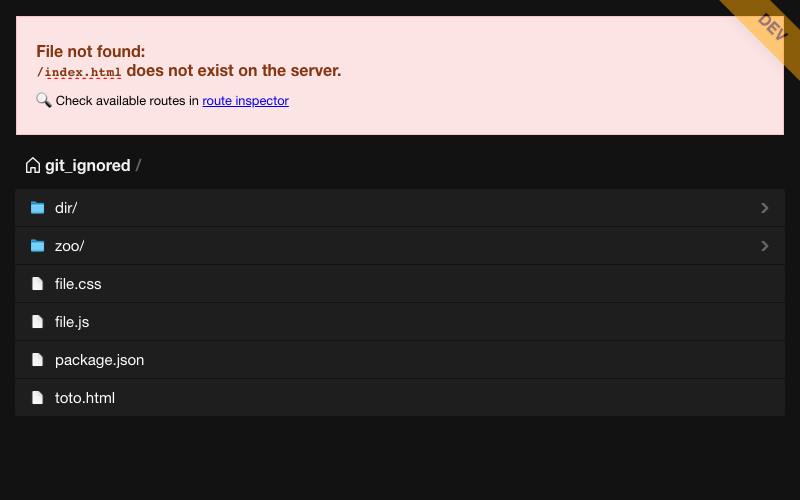 DEV
File not found:
/index.html does not exist on the server.
🔍 Check available routes in route inspector
git_ignored /
dir/
zoo/
file.css
file.js
package.json
toto.html